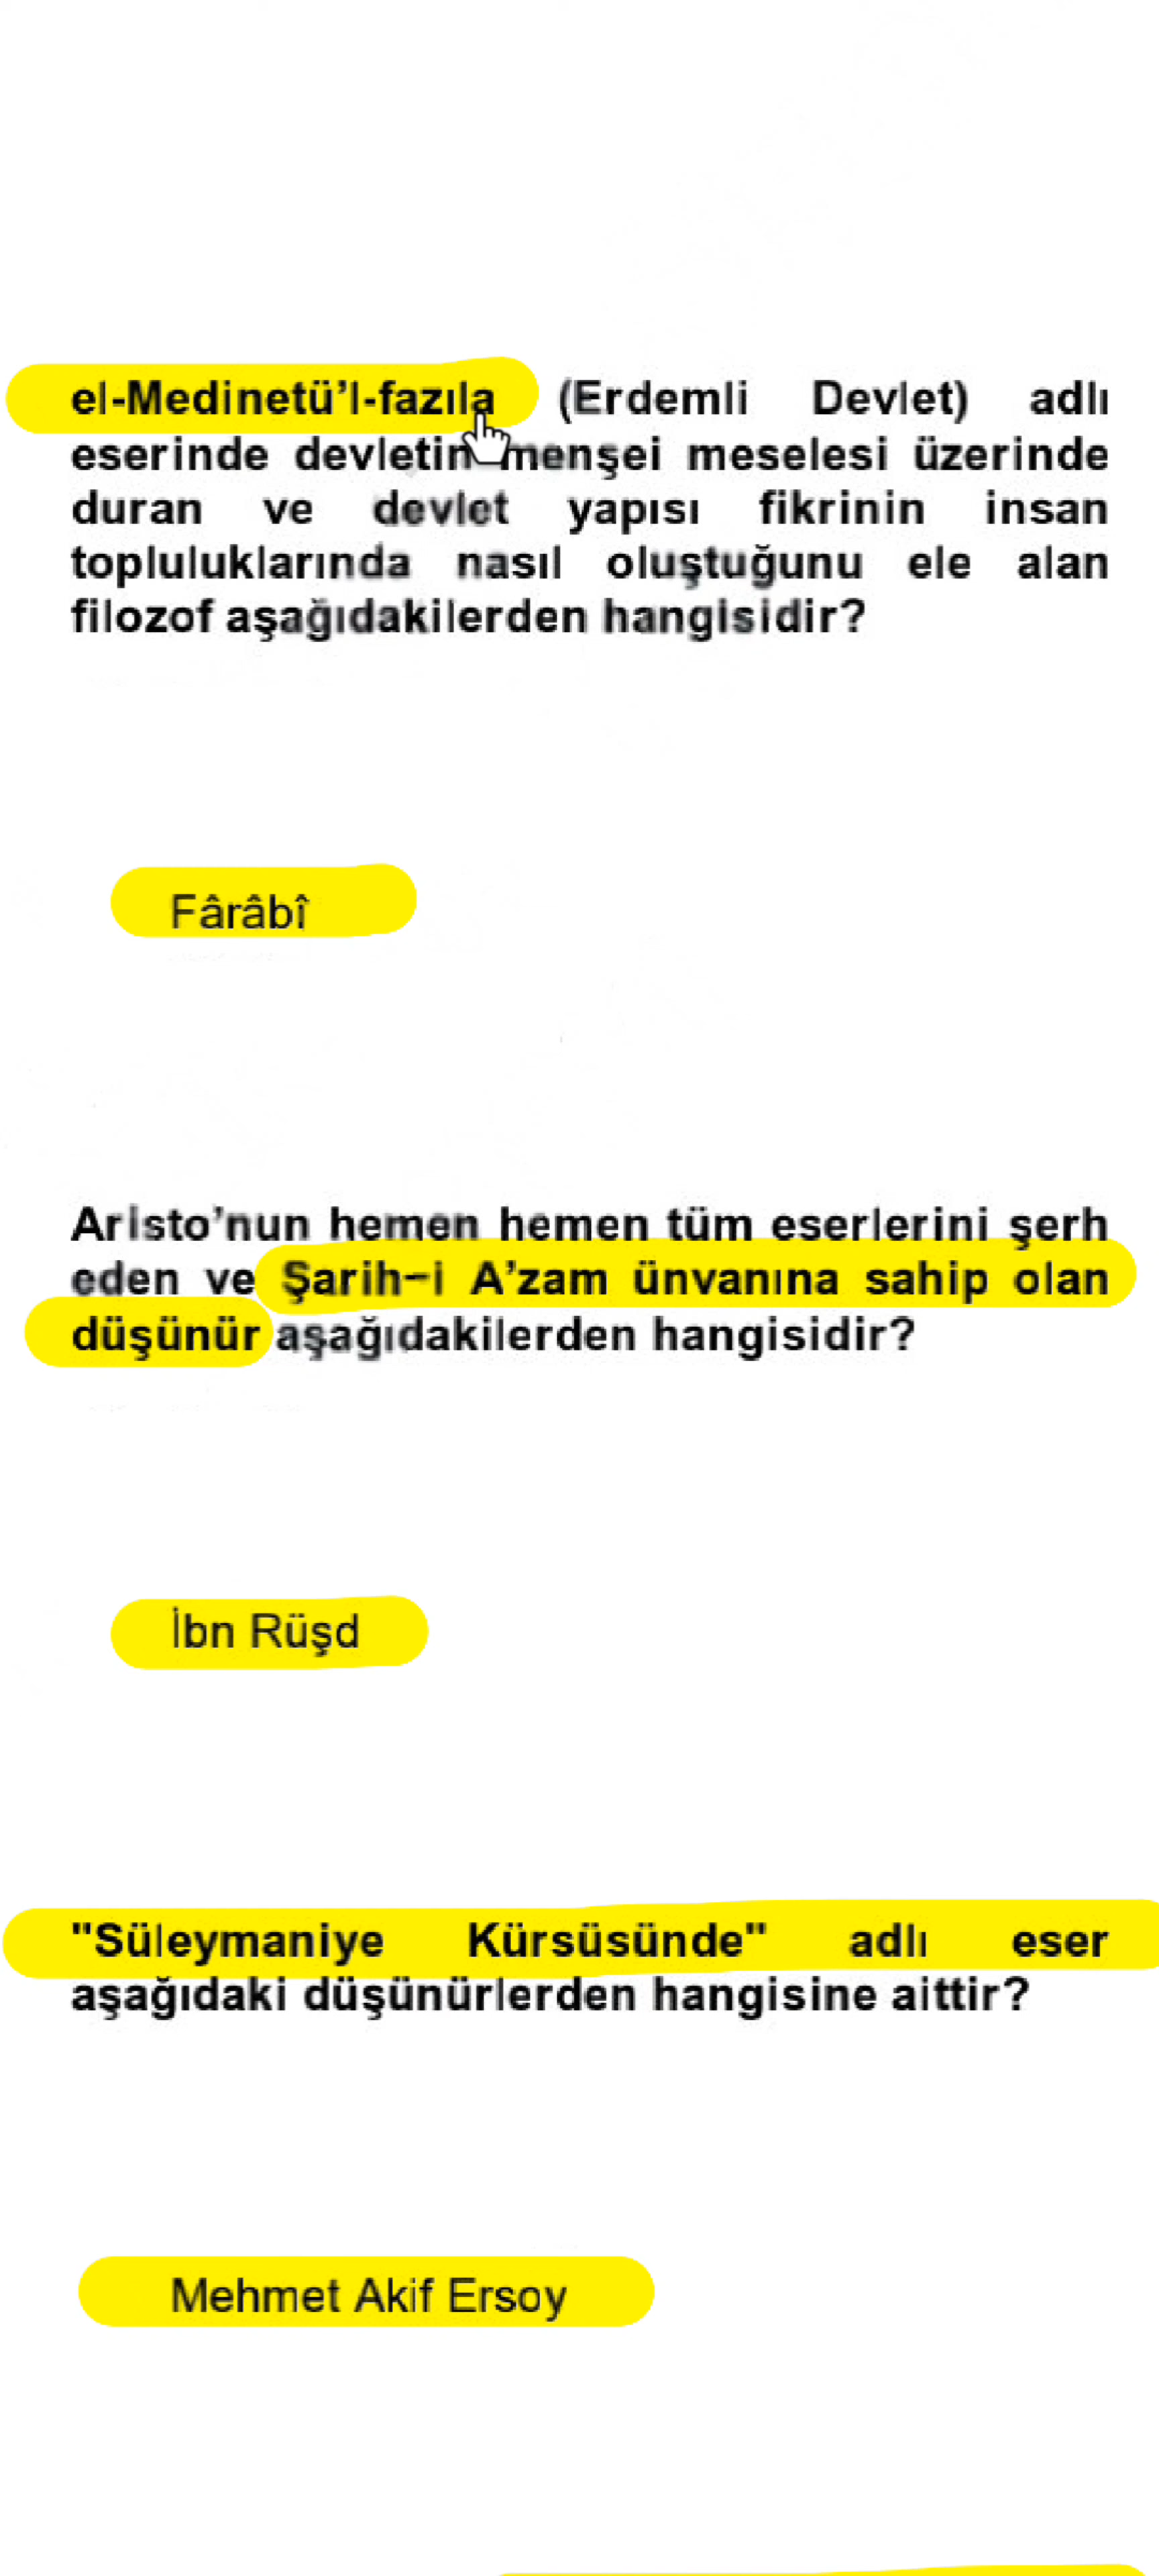 el-Medinetü’l-fazıla (Erdemli Devlet) adlı
eserinde devletin menşei meselesi üzerinde
duran ve devlet yapısı fikrinin insan
topluluklarında nasıl oluştuğunu ele alan
filozof aşağıdakilerden hangisidir?
Fârâbî
Aristo’nun hemen hemen tüm eserlerini şerh
eden ve Şarih–i A’zam ünvanına sahip olan
düşünür aşağıdakilerden hangisidir?
İbn Rüşd
"Süleymaniye Kürsüsünde" adlı eser
aşağıdaki düşünürlerden hangisine aittir?
Mehmet Akif Ersoy